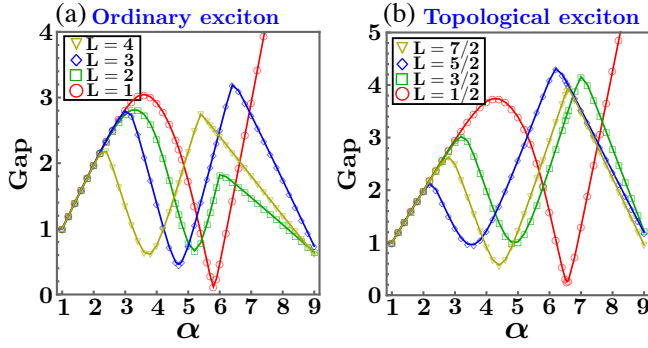 (a) Ordinary exciton
L = 4
L = 3
L = 2
L = 1
Gap
4
3
2
1
0
1 2 3 4 5 6 7 8 9
α
(b) Topological exciton
L = 7/2
L = 5/2
L = 3/2
L = 1/2
Gap
5
4
3
2
1
0
1 2 3 4 5 6 7 8 9
α